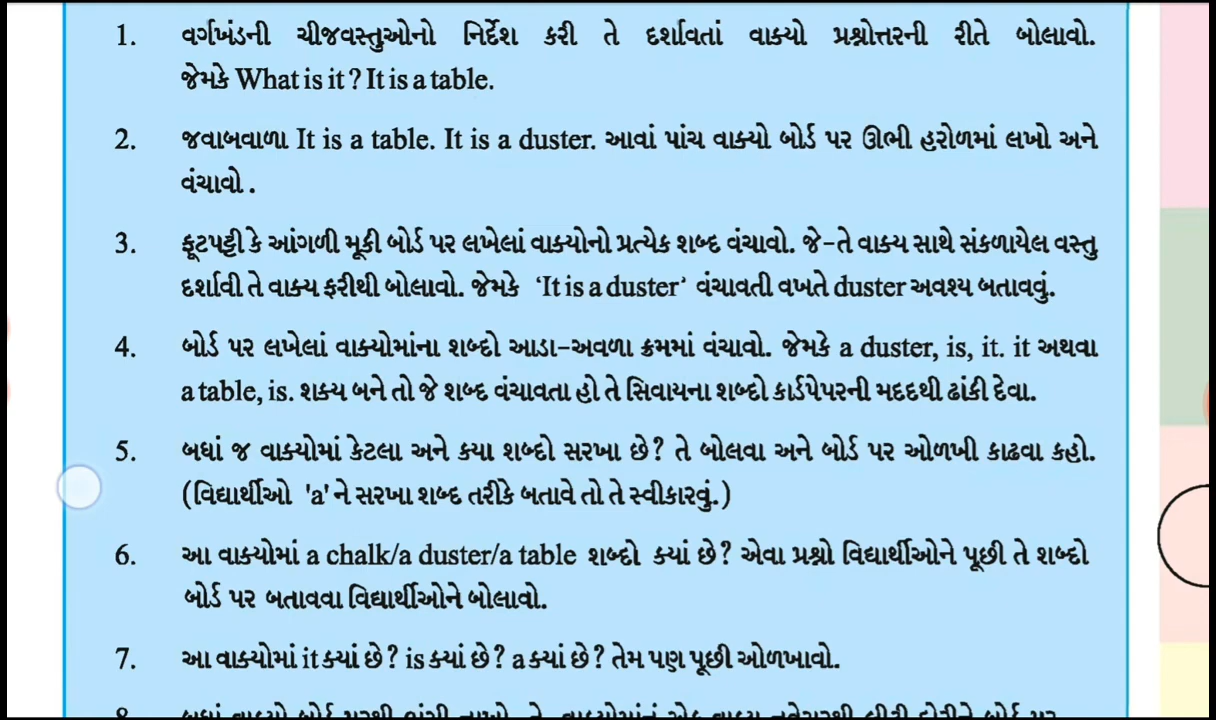 1. વર્ગખંડની ચીજવસ્તુઓનો નિર્દેશ કરી તે દર્શાવતાં વાક્યો પ્રશ્નોત્તરની રીતે બોલાવો.
જેમકે What is it ? It is a table.
2. જવાબવાળા It is a table. It is a duster. આવાં પાંચ વાક્યો બોર્ડ પર ઊભી હરોળમાં લખો અને
વંચાવો .
3. ફૂટપટ્ટી કે આંગળી મૂકી બોર્ડ પર લખેલાં વાક્યોનો પ્રત્યેક શબ્દ વંચાવો. જે-તે વાક્ય સાથે સંકળાયેલ વસ્તુ
દર્શાવી તે વાક્ય ફરીથી બોલાવો. જેમકે ‘It is a duster’ વંચાવતી વખતે duster અવશ્ય બતાવવું.
4. બોર્ડ પર લખેલાં વાક્યોમાંના શબ્દો આડા-અવળા ક્રમમાં વંચાવો. જેમકે a duster, is, it. it અથવા
a table, is. શક્ય બને તો જે શબ્દ વંચાવતા હો તે સિવાયના શબ્દો કાર્ડપેપરની મદદથી ઢાંકી દેવા.
5. બધાં જ વાક્યોમાં કેટલા અને ક્યા શબ્દો સરખા છે? તે બોલવા અને બોર્ડ પર ઓળખી કાઢવા કહો.
(વિદ્યાર્થીઓ 'a' ને સરખા શબ્દ તરીકે બતાવે તો તે સ્વીકારવું.)
6. આ વાક્યોમાં a chalk/a duster/a table શબ્દો ક્યાં છે? એવા પ્રશ્નો વિદ્યાર્થીઓને પૂછી તે શબ્દો
બોર્ડ પર બતાવવા વિદ્યાર્થીઓને બોલાવો.
7. આ વાક્યોમાં it ક્યાં છે? is ક્યાં છે? a ક્યાં છે? તેમ પણ પૂછી ઓળખાવો.